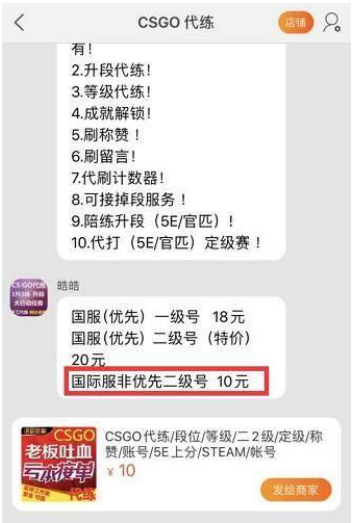 CSGO 代练
店铺
有!
2.升段代练!
3.等级代练!
4.成就解锁!
5.刷称赞！
6.刷留言!
7.代刷计数器!
8.可接掉段服务！
9.陪练升段（5E/官匹）!
10.代打（5E/官匹）定级赛！
皓皓
国服(优先) 一级号 18元
国服(优先) 二级号（特价)
20元
国际服非优先二级号 10元
CSGO
老板吐血
亏本接单
代练
CSGO代练/段位/等级/二2级/定级/称
赞/账号/5E上分/STEAM/帐号
¥ 10
发给商家